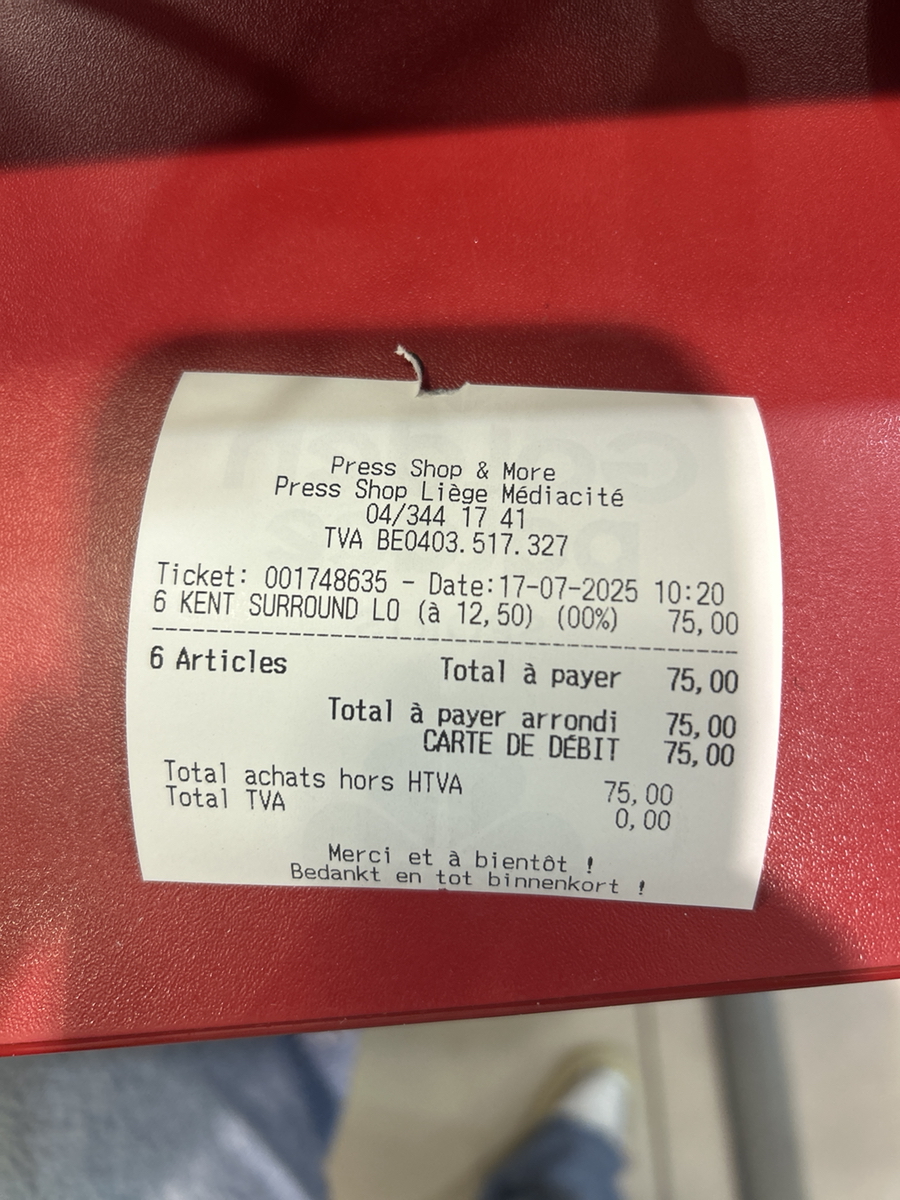 Press Shop & More
Press Shop Liège Médiacité
04/344 17 41
TVA BE0403.517.327
Ticket: 001748635 - Date:17-07-2025 10:20
6 KENT SURROUND LO (à 12,50) (00%) 75,00
6 Articles Total à payer 75,00
Total à payer arrondi 75,00
CARTE DE DÉBIT 75,00
Total achats hors HTVA 75,00
Total TVA 0,00
Merci et à bientôt !
Bedankt en tot binnenkort !